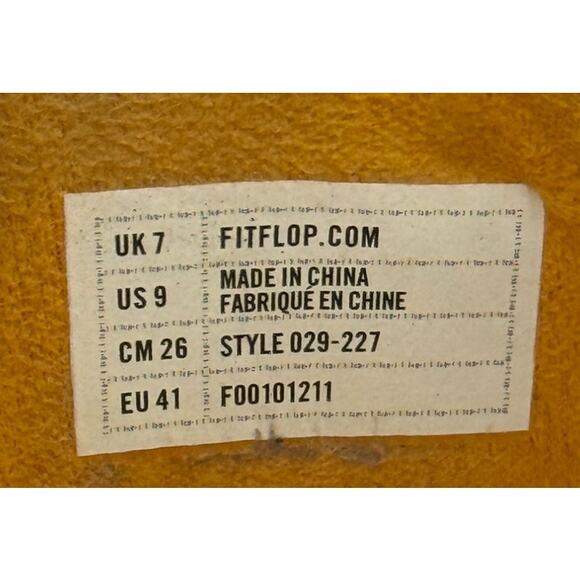 UK 7 FITFLOP.COM
US 9 MADE IN CHINA
FABRIQUÉ EN CHINE
CM 26 STYLE 029-227
EU 41 F00101211